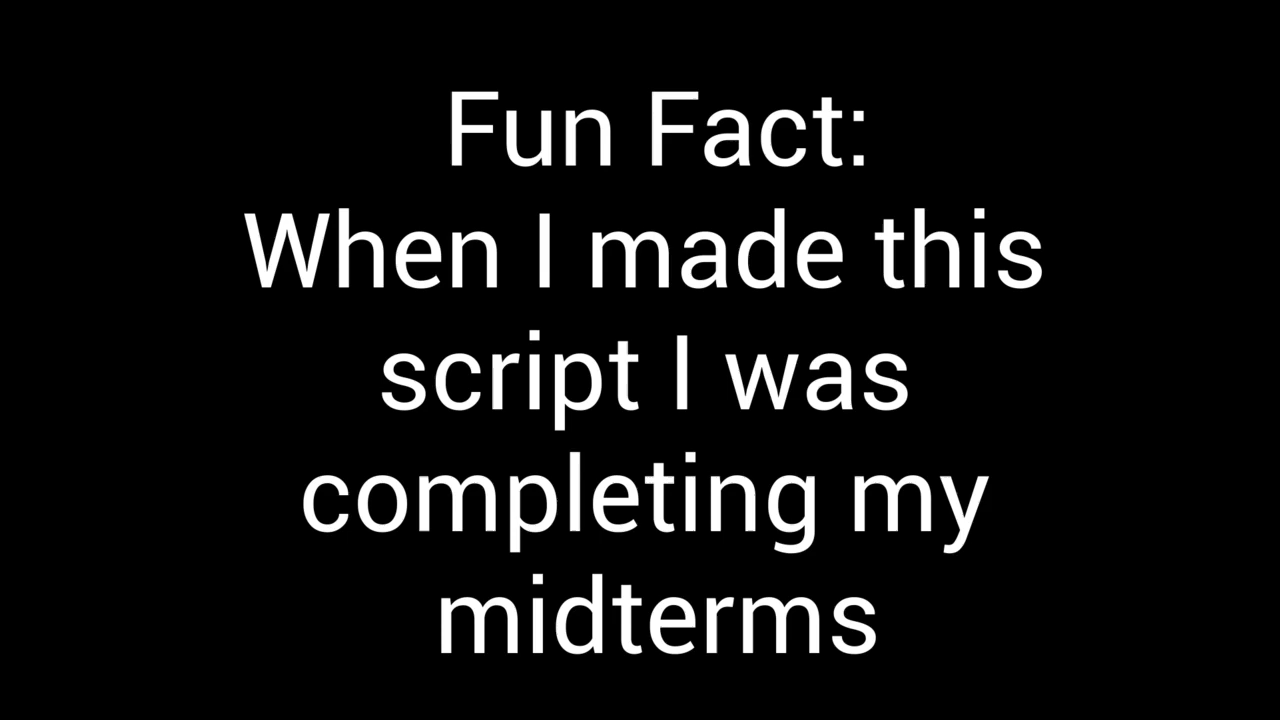 Fun Fact:
When I made this
script I was
completing my
midterms